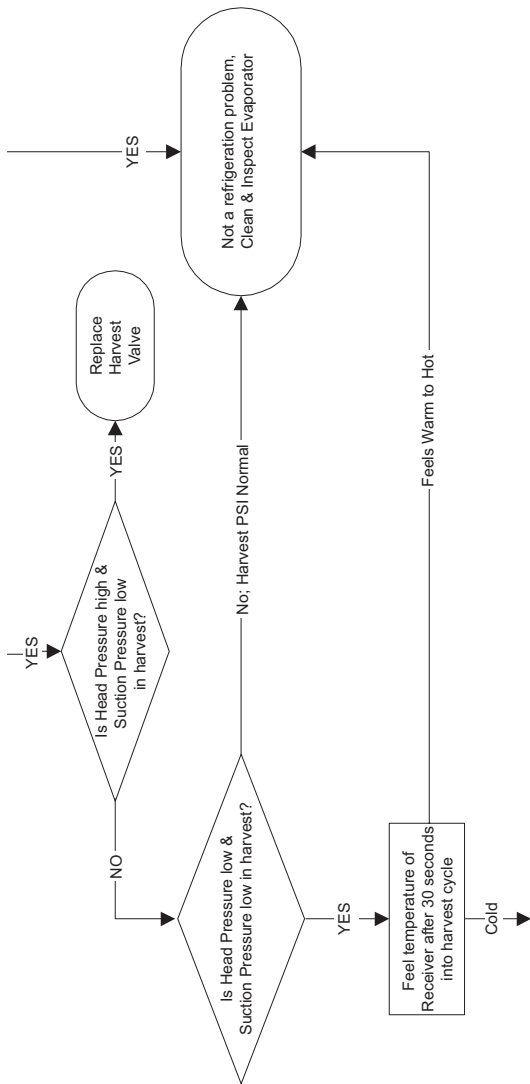 YES
Is Head Pressure high &
Suction Pressure low
in harvest?
YES
Replace
Harvest
Valve
YES
Not a refrigeration problem,
Clean & Inspect Evaporator
NO
Is Head Pressure low &
Suction Pressure low in harvest?
No; Harvest PSI Normal
YES
Feel temperature of
Receiver after 30 seconds
into harvest cycle
Feels Warm to Hot
Cold